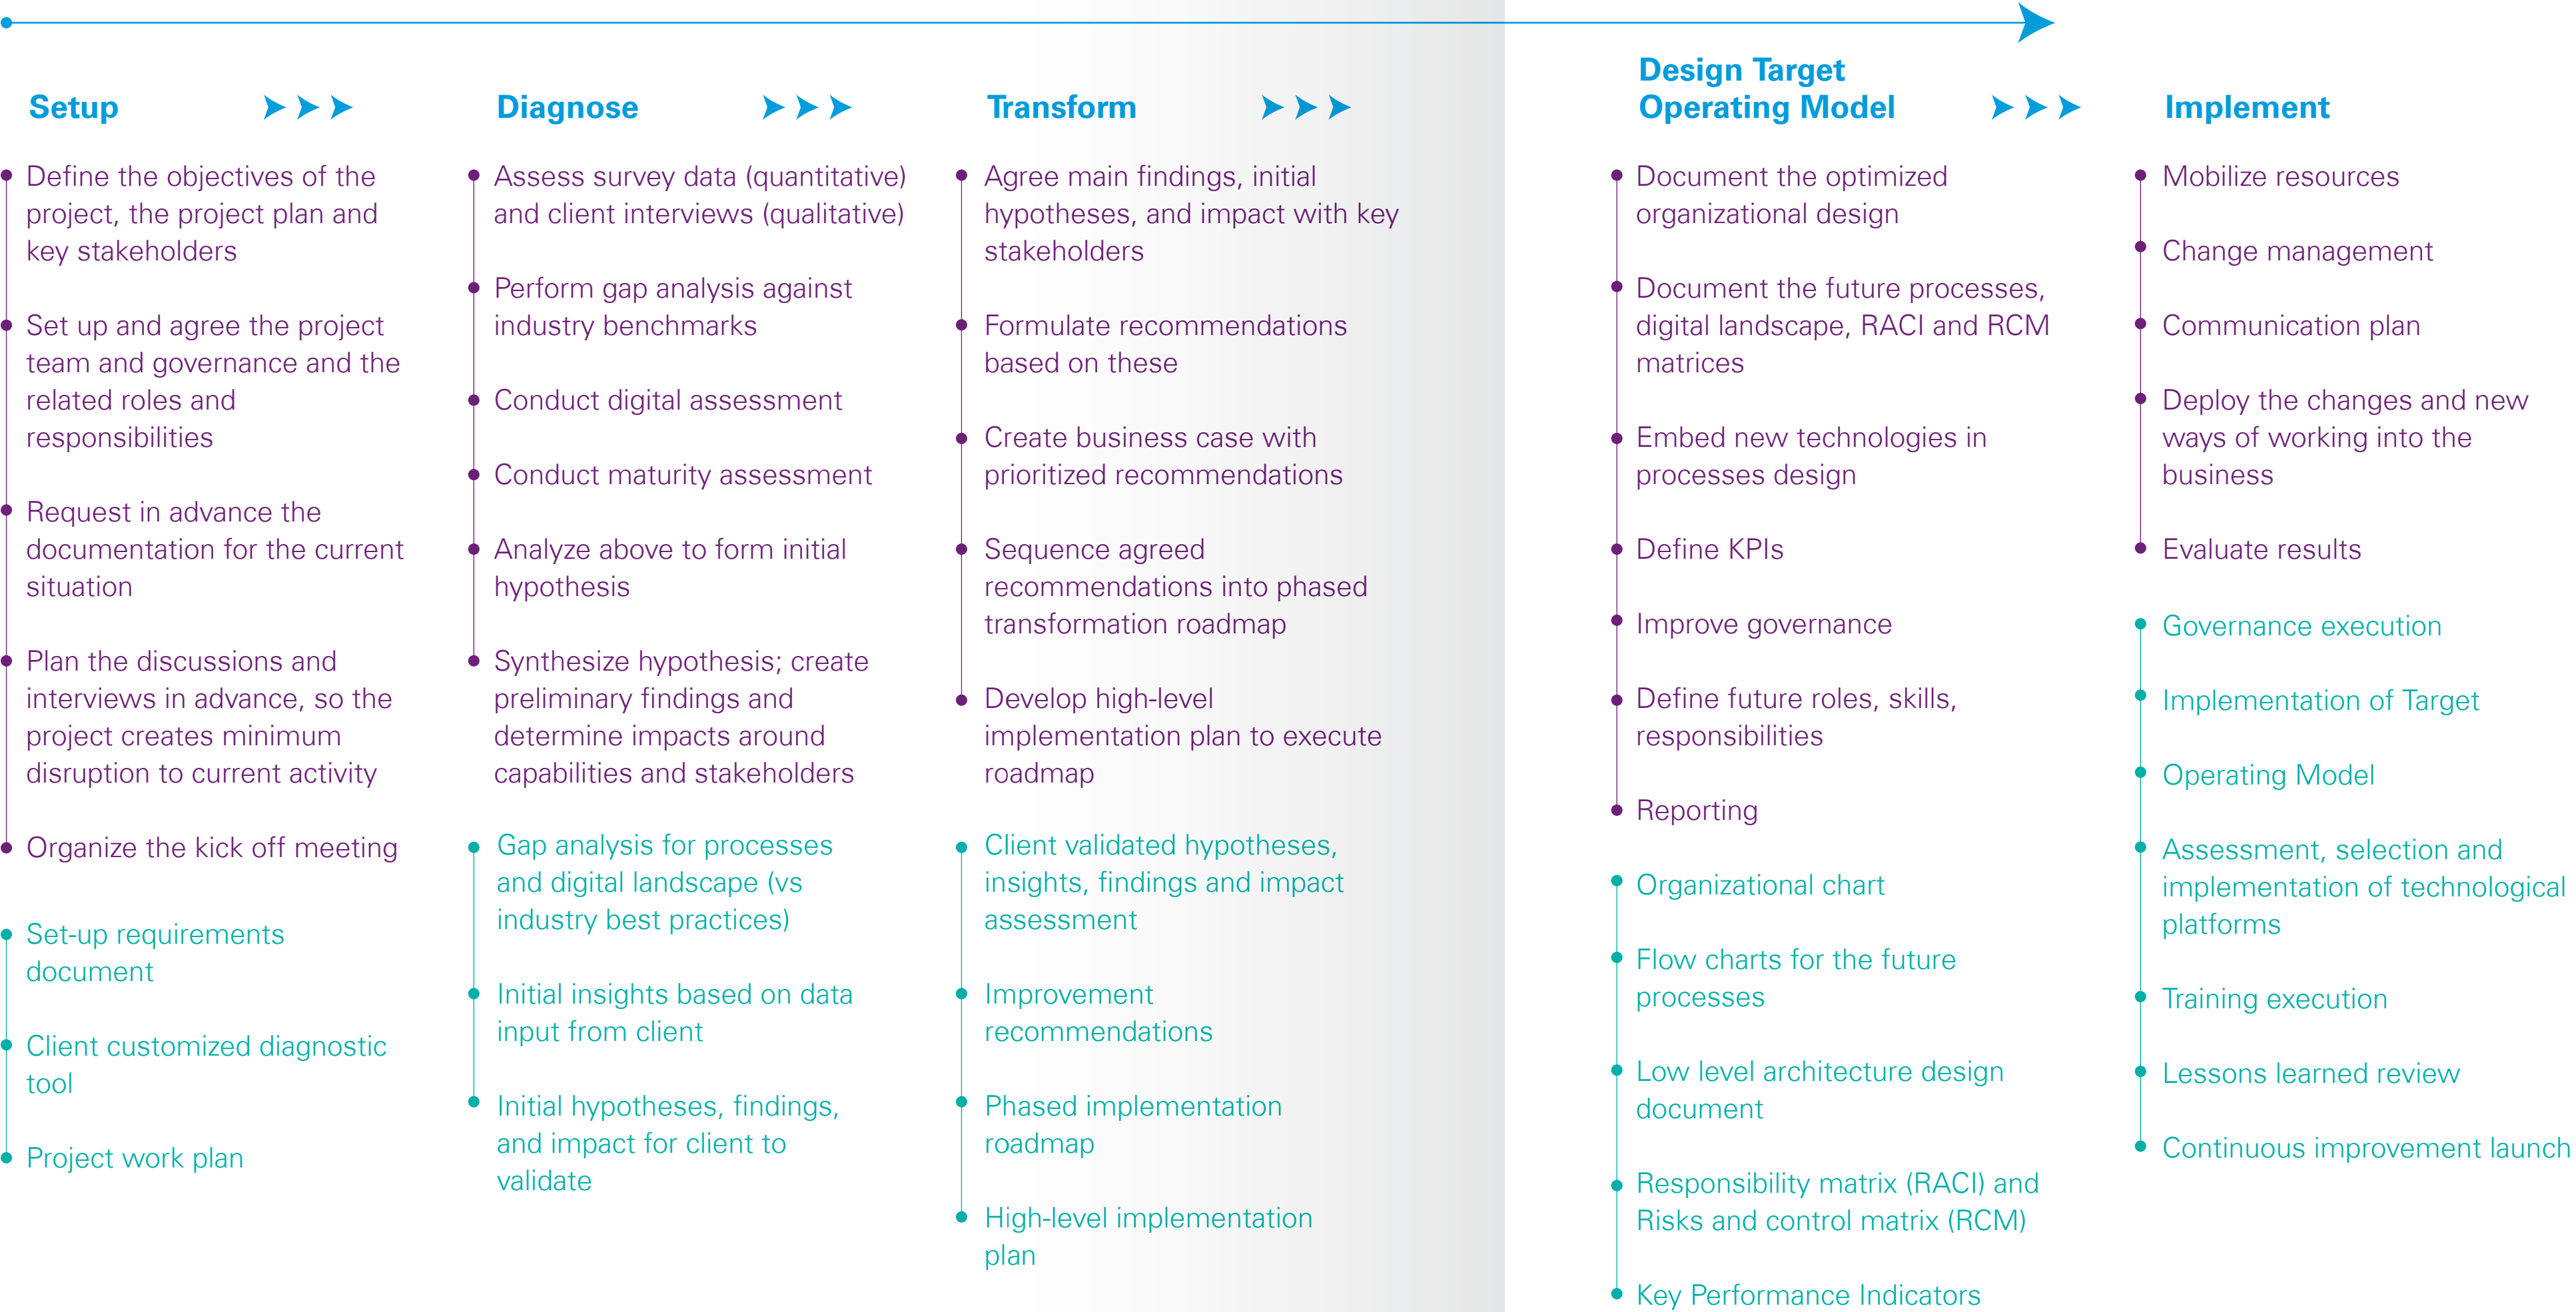 Setup
Define the objectives of the
project, the project plan and
key stakeholders
Set up and agree the project
team and governance and the
related roles and
responsibilities
Request in advance the
documentation for the current
situation
Plan the discussions and
interviews in advance, so the
project creates minimum
disruption to current activity
Organize the kick off meeting
Set-up requirements
document
Client customized diagnostic
tool
Project work plan
Diagnose
Assess survey data (quantitative)
and client interviews (qualitative)
Perform gap analysis against
industry benchmarks
Conduct digital assessment
Conduct maturity assessment
Analyze above to form initial
hypothesis
Synthesize hypothesis; create
preliminary findings and
determine impacts around
capabilities and stakeholders
Gap analysis for processes
and digital landscape (vs
industry best practices)
Initial insights based on data
input from client
Initial hypotheses, findings,
and impact for client to
validate
Transform
Agree main findings, initial
hypotheses, and impact with key
stakeholders
Formulate recommendations
based on these
Create business case with
prioritized recommendations
Sequence agreed
recommendations into phased
transformation roadmap
Develop high-level
implementation plan to execute
roadmap
Client validated hypotheses,
insights, findings and impact
assessment
Improvement
recommendations
Phased implementation
roadmap
High-level implementation
plan
Design Target
Operating Model
Document the optimized
organizational design
Document the future processes,
digital landscape, RACI and RCM
matrices
Embed new technologies in
processes design
Define KPIs
Improve governance
Define future roles, skills,
responsibilities
Reporting
Organizational chart
Flow charts for the future
processes
Low level architecture design
document
Responsibility matrix (RACI) and
Risks and control matrix (RCM)
Key Performance Indicators
Implement
Mobilize resources
Change management
Communication plan
Deploy the changes and new
ways of working into the
business
Evaluate results
Governance execution
Implementation of Target
Operating Model
Assessment, selection and
implementation of technological
platforms
Training execution
Lessons learned review
Continuous improvement launch